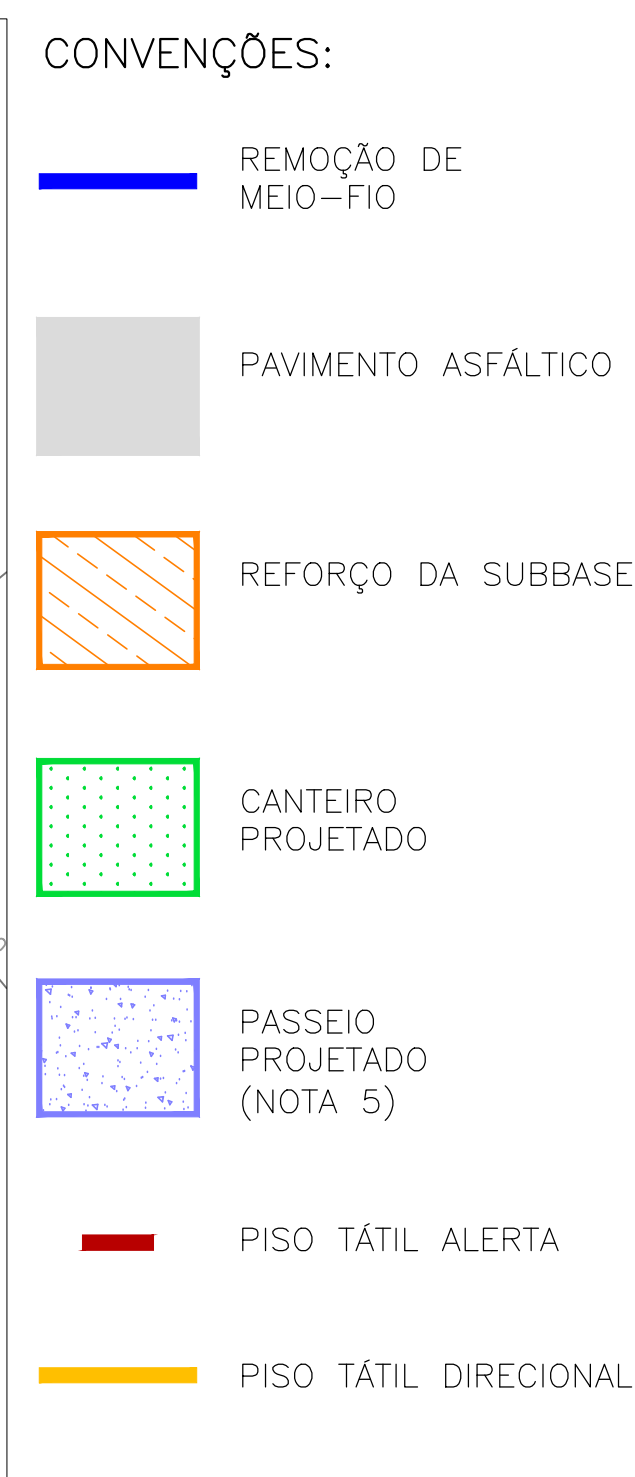 CONVENÇÕES:
REMOÇÃO DE
MEIO-FIO
PAVIMENTO ASFÁLTICO
REFORÇO DA SUBBASE
CANTEIRO
PROJETADO
PASSEIO
PROJETADO
(NOTA 5)
PISO TÁTIL ALERTA
PISO TÁTIL DIRECIONAL